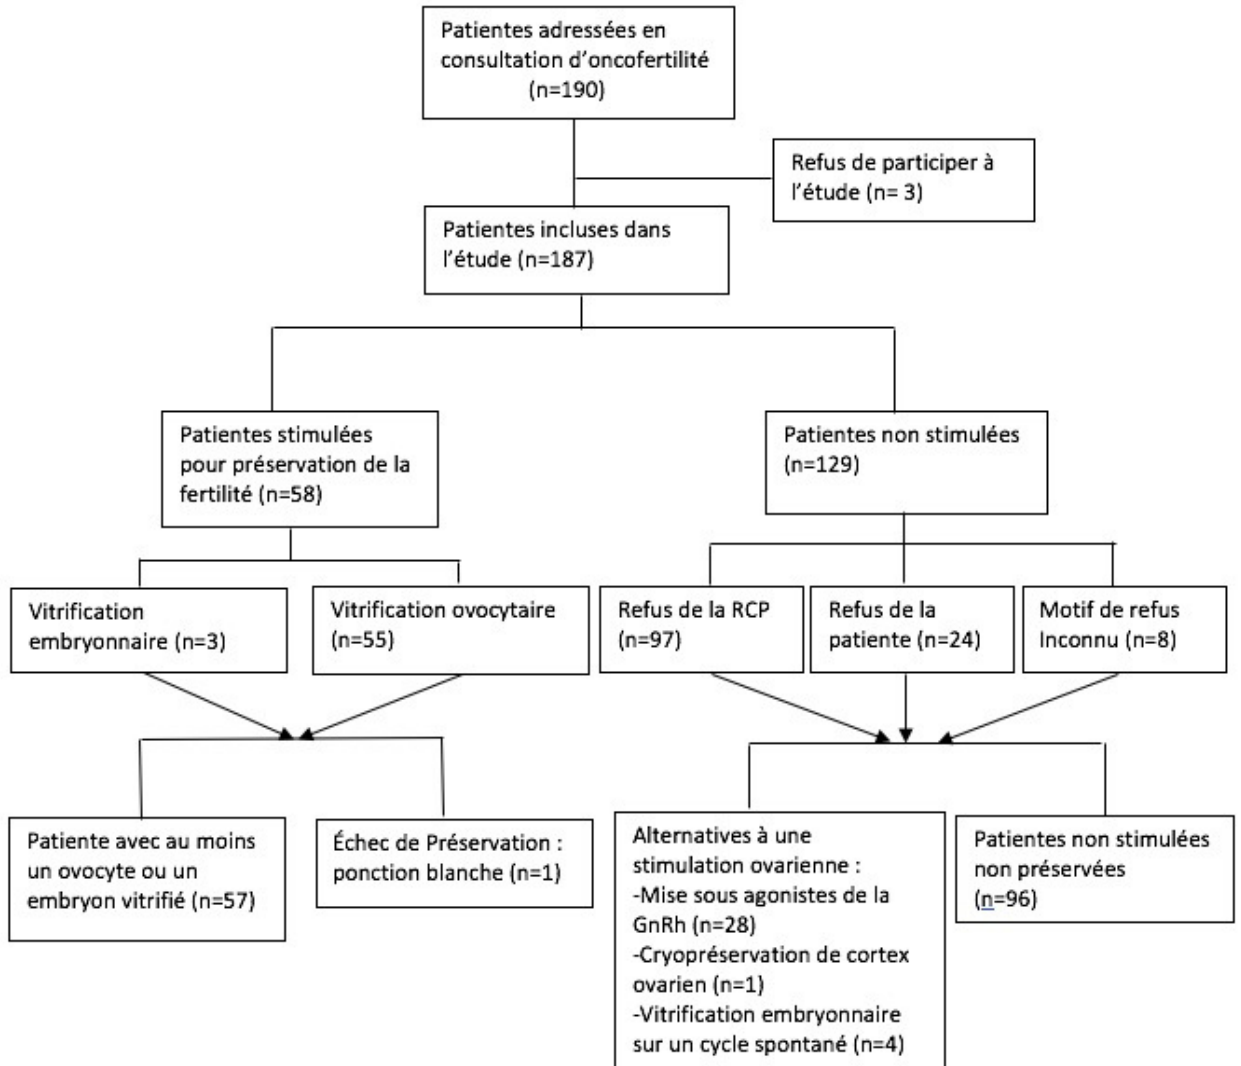 Patientes adressées en
consultation d'oncofertilité
(n=190)
Refus de participer à
l'étude (n= 3)
Patientes incluses dans
l'étude (n=187)
Patientes stimulées
pour préservation de la
fertilité (n=58)
Patientes non stimulées
(n=129)
Vitrification
embryonnaire (n=3)
Vitrification ovocytaire
(n=55)
Refus de la RCP
(n=97)
Refus de la
patiente (n=24)
Motif de refus
Inconnu (n=8)
Patiente avec au moins
un ovocyte ou un
embryon vitrifié (n=57)
Échec de Préservation :
ponction blanche (n=1)
Alternatives à une
stimulation ovarienne :
-Mise sous agonistes de la
GnRh (n=28)
-Cryopréservation de cortex
ovarien (n=1)
-Vitrification embryonnaire
sur un cycle spontané (n=4)
Patientes non stimulées
non préservées
(n=96)